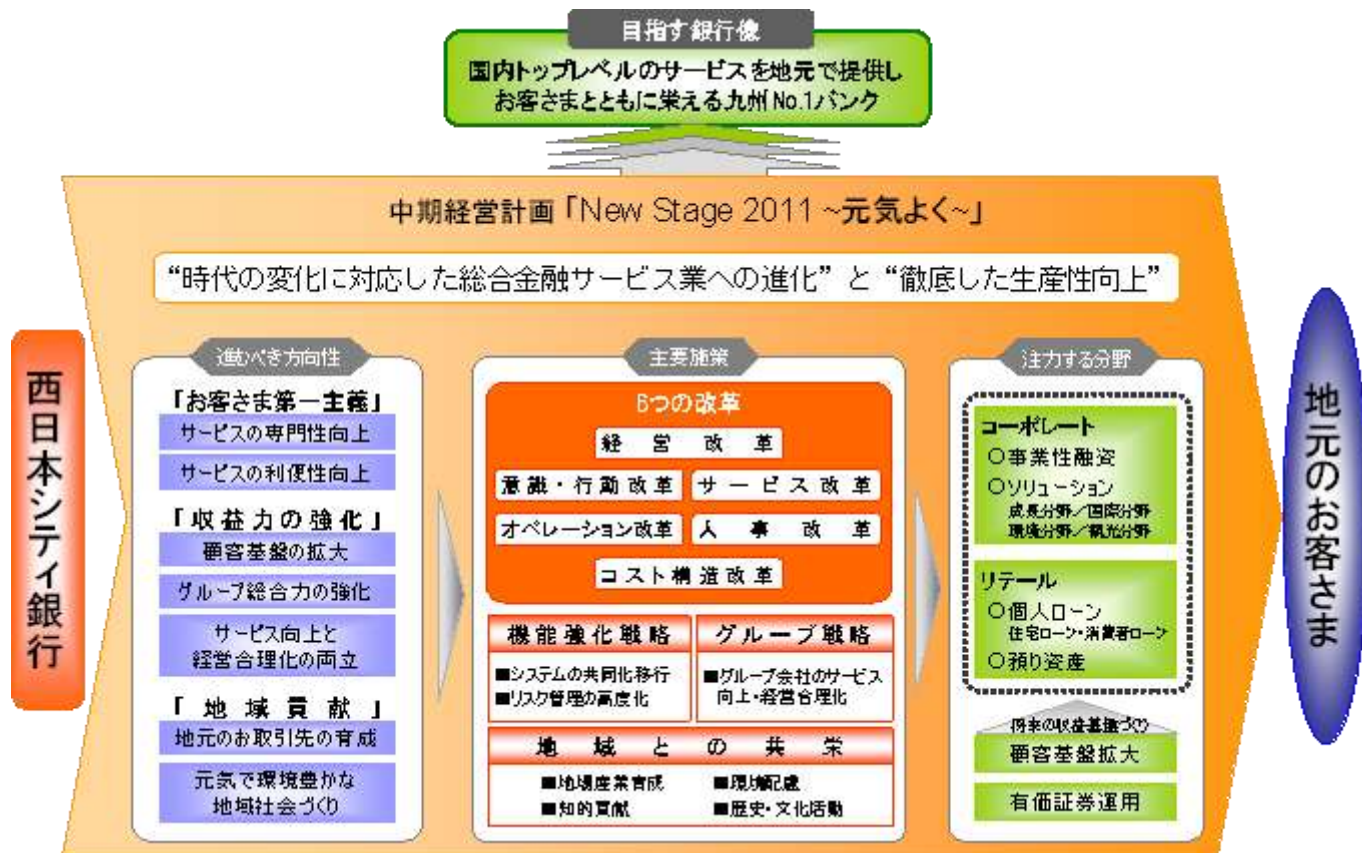 目指す銀行像
国内トップレベルのサービスを地元で提供し
お客さまとともに栄える九州No.1バンク
中期経営計画「New Stage 2011 ~元気よく~」
“時代の変化に対応した総合金融サービス業への進化” と “徹底した生産性向上”
西日本シティ銀行
進むべき方向性
「お客さま第一主義」
サービスの専門性向上
サービスの利便性向上
「収益力の強化」
顧客基盤の拡大
グループ総合力の強化
サービス向上と
経営合理化の両立
「地域貢献」
地元のお取引先の育成
元気で環境豊かな
地域社会づくり
主要施策
6つの改革
経営改革
意識・行動改革
サービス改革
オペレーション改革
人事改革
コスト構造改革
機能強化戦略
■システムの共同化移行
■リスク管理の高度化
グループ戦略
■グループ会社のサービス
向上・経営合理化
地域との共栄
■地場産業育成
■環境配慮
■知的貢献
■歴史・文化活動
注力する分野
コーポレート
○事業性融資
○ソリューション
成長分野／国際分野
環境分野／観光分野
リテール
○個人ローン
住宅ローン・消費者ローン
○預り資産
将来の収益基盤づくり
顧客基盤拡大
有価証券運用
地元のお客さま